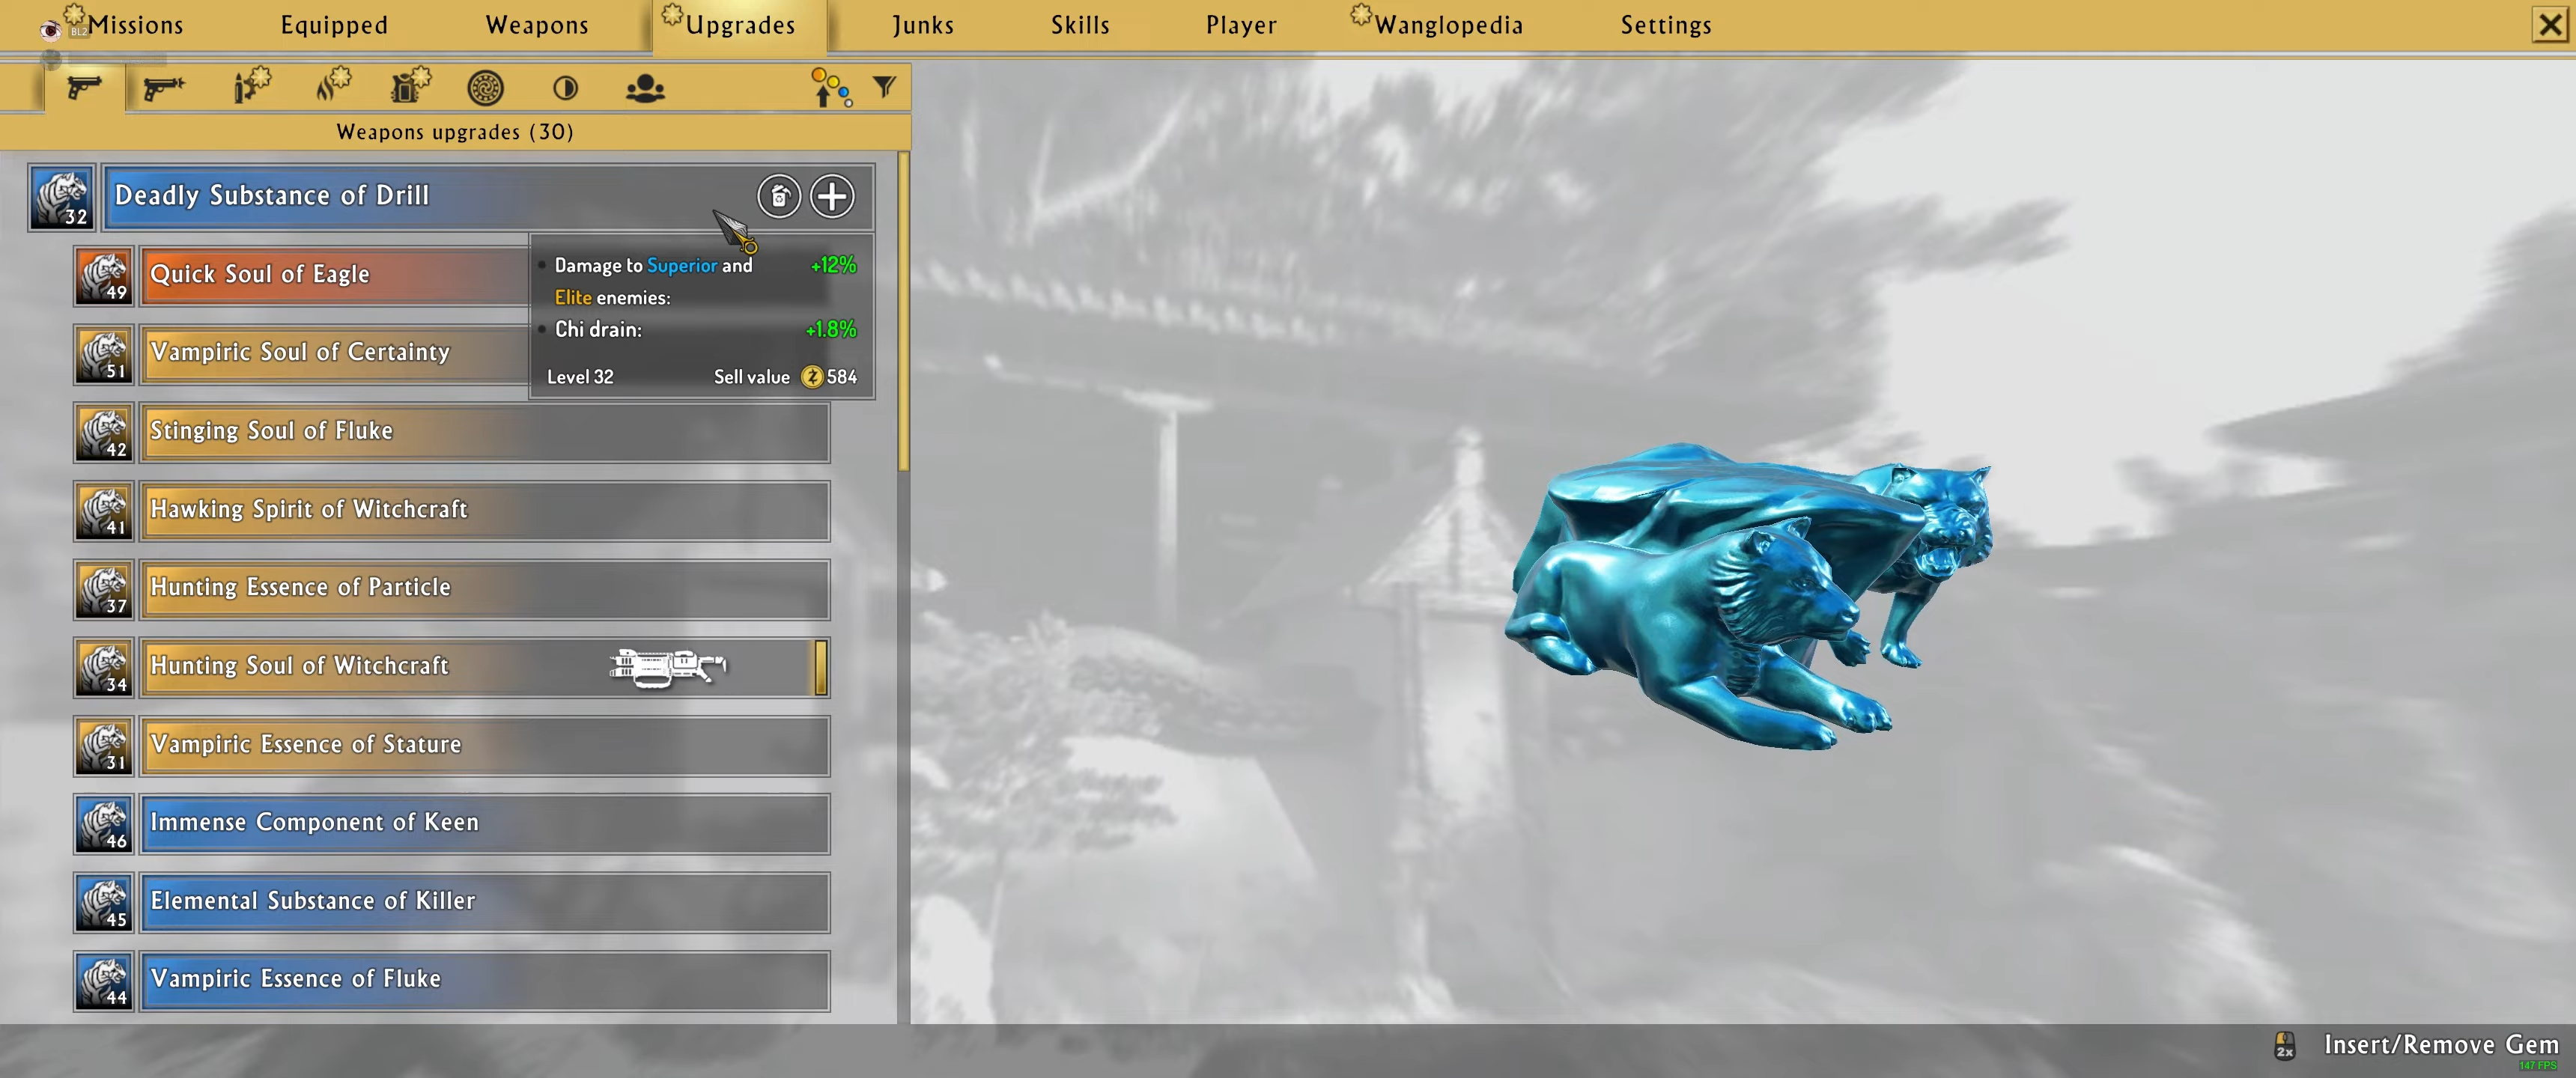 Missions Equipped Weapons Upgrades Junks Skills Player Wanglopedia Settings
BL2
Weapons upgrades (30)
32 Deadly Substance of Drill
Damage to Superior and +12%
Elite enemies:
Chi drain: +1.8%
Level 32 Sell value 584
49 Quick Soul of Eagle
51 Vampiric Soul of Certainty
42 Stinging Soul of Fluke
41 Hawking Spirit of Witchcraft
37 Hunting Essence of Particle
34 Hunting Soul of Witchcraft
31 Vampiric Essence of Stature
46 Immense Component of Keen
45 Elemental Substance of Killer
44 Vampiric Essence of Fluke
2x Insert/Remove Gem
147 FPS